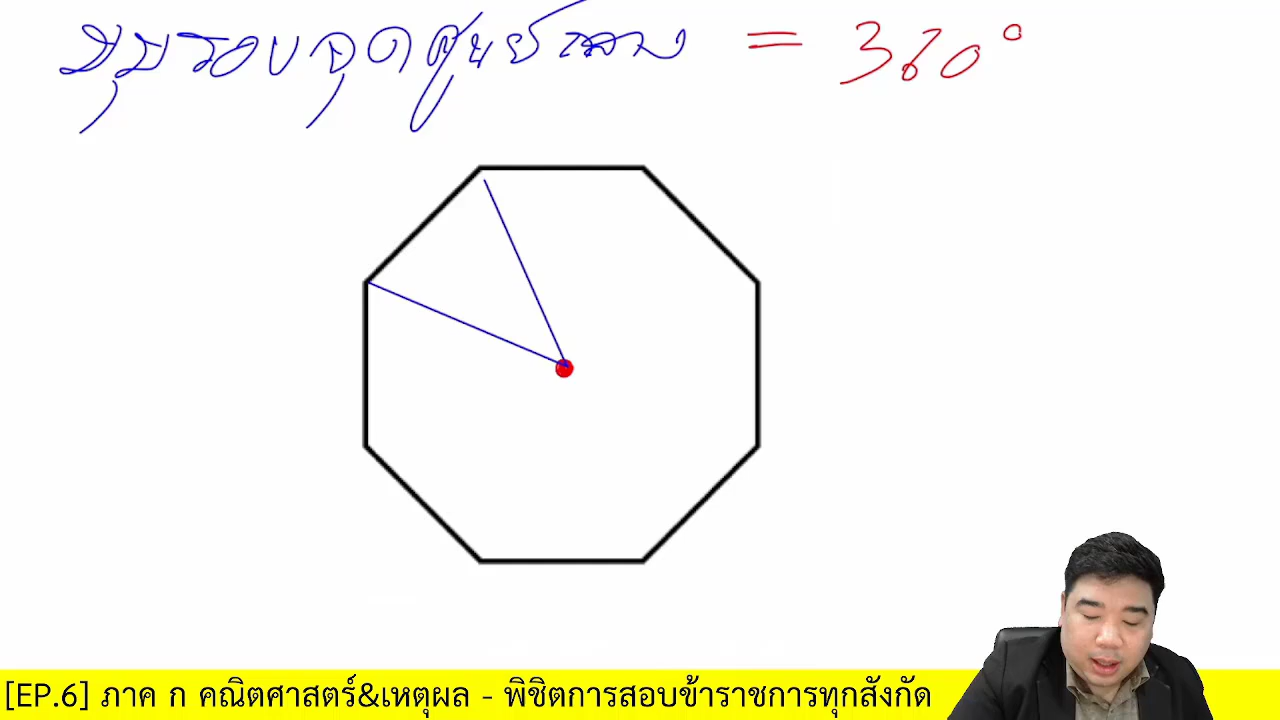 มุมรอบจุดศูนย์กลาง = 360°
[EP.6] ภาค ก คณิตศาสตร์&เหตุผล - พิชิตการสอบข้าราชการทุกสังกัด